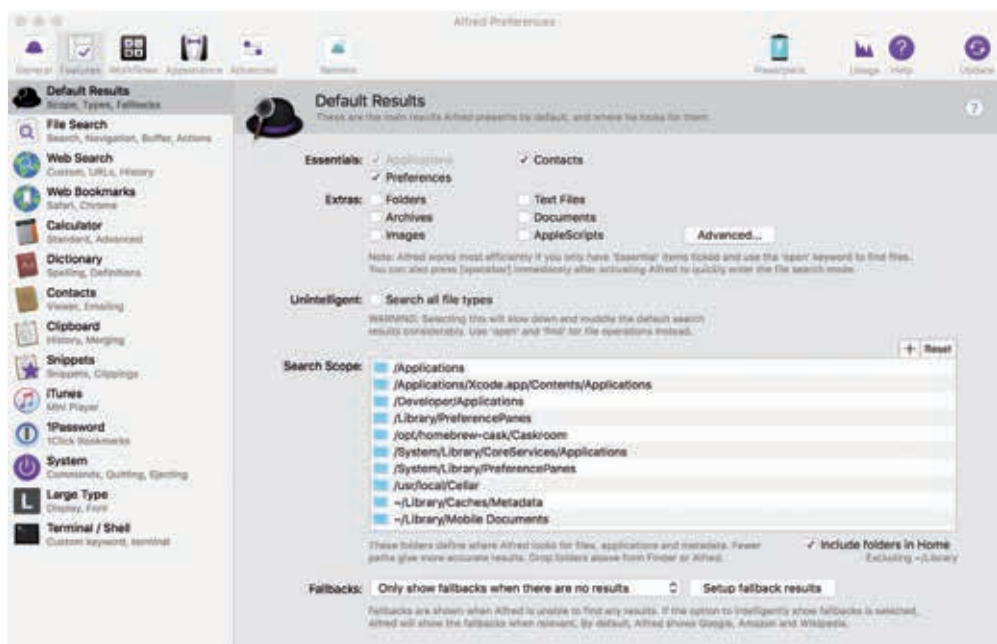 Alfred Preferences
General Features Workflows Appearance Advanced Remote Powerpack Usage Help Update
Default Results
Scope, Types, Fallbacks
File Search
Search, Navigation, Buffer, Actions
Web Search
Custom, URLs, History
Web Bookmarks
Safari, Chrome
Calculator
Standard, Advanced
Dictionary
Spelling, Definitions
Contacts
Viewer, Emailing
Clipboard
History, Merging
Snippets
Snippets, Clippings
iTunes
Mini Player
1Password
1Click Bookmarks
System
Commands, Quitting, Ejecting
Large Type
Display, Font
Terminal / Shell
Custom keyword, terminal
Default Results
These are the main results Alfred presents by default, and where he looks for them.
?
Essentials: ✓ Applications ✓ Contacts
✓ Preferences
Extras: Folders Text Files
Archives Documents
Images AppleScripts Advanced...
Note: Alfred works most efficiently if you only have 'Essential' items ticked and use the 'open' keyword to find files.
You can also press [spacebar] immediately after activating Alfred to quickly enter the file search mode.
Unintelligent: Search all file types
WARNING: Selecting this will slow down and muddle the default search
results considerably. Use 'open' and 'find' for file operations instead.
+ Reset
Search Scope: /Applications
/Applications/Xcode.app/Contents/Applications
/Developer/Applications
/Library/PreferencePanes
/opt/homebrew-cask/Caskroom
/System/Library/CoreServices/Applications
/System/Library/PreferencePanes
/usr/local/Cellar
~/Library/Caches/Metadata
~/Library/Mobile Documents
These folders define where Alfred looks for files, applications and metadata. Fewer ✓ Include folders in Home
paths give more accurate results. Drop folders above from Finder or Alfred. Excluding ~/Library
Fallbacks: Only show fallbacks when there are no results Setup fallback results
Fallbacks are shown when Alfred is unable to find any results. If the option to intelligently show fallbacks is selected,
Alfred will show the fallbacks when relevant. By default, Alfred shows Google, Amazon and Wikipedia.